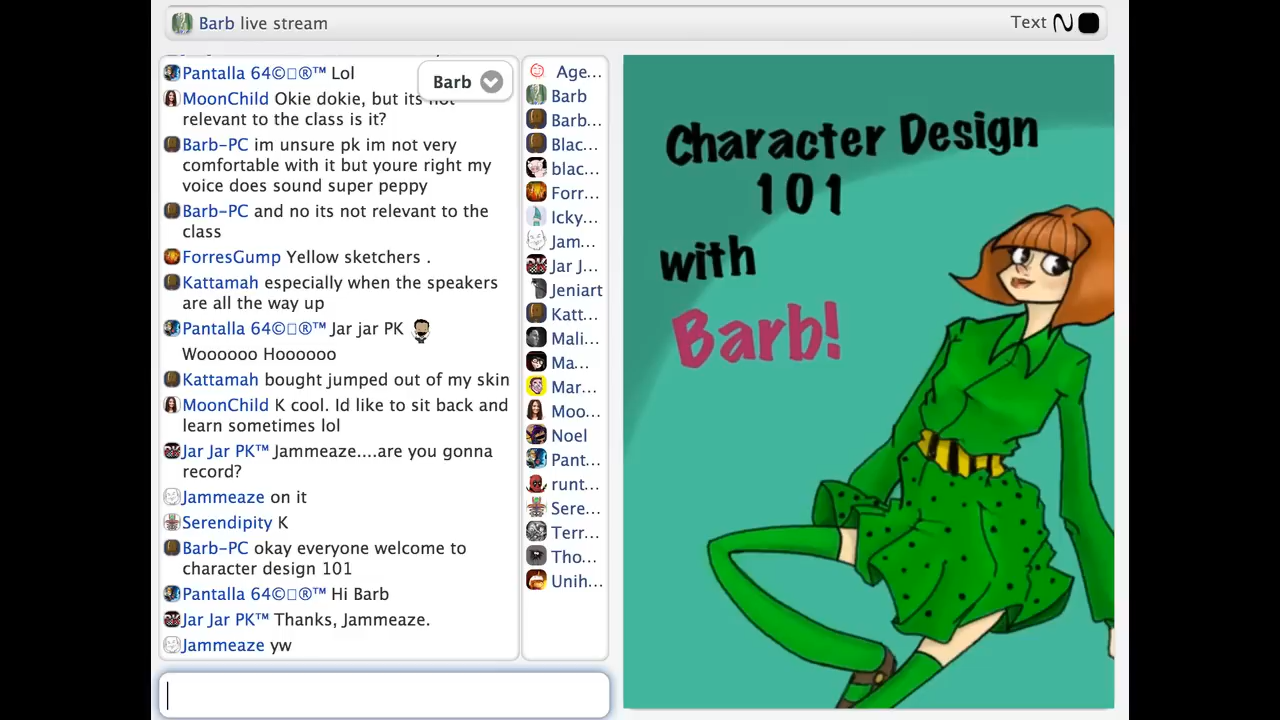 Barb live stream
Text
Pantalla 64©□®™ Lol
Barb
MoonChild Okie dokie, but its not
relevant to the class is it?
Barb-PC im unsure pk im not very
comfortable with it but youre right my
voice does sound super peppy
Barb-PC and no its not relevant to the
class
ForresGump Yellow sketchers .
Kattamah especially when the speakers
are all the way up
Pantalla 64©□®™ Jar jar PK
Woooooo Hoooooo
Kattamah bought jumped out of my skin
MoonChild K cool. Id like to sit back and
learn sometimes lol
Jar Jar PK™ Jammeaze....are you gonna
record?
Jammeaze on it
Serendipity K
Barb-PC okay everyone welcome to
character design 101
Pantalla 64©□®™ Hi Barb
Jar Jar PK™ Thanks, Jammeaze.
Jammeaze yw
Age...
Barb
Barb...
Blac...
blac...
Forr...
Icky...
Jam...
Jar J...
Jeniart
Katt...
Mali...
Ma...
Mar...
Moo...
Noel
Pant...
runt...
Sere...
Terr...
Tho...
Unih...
Character Design
101
with
Barb!